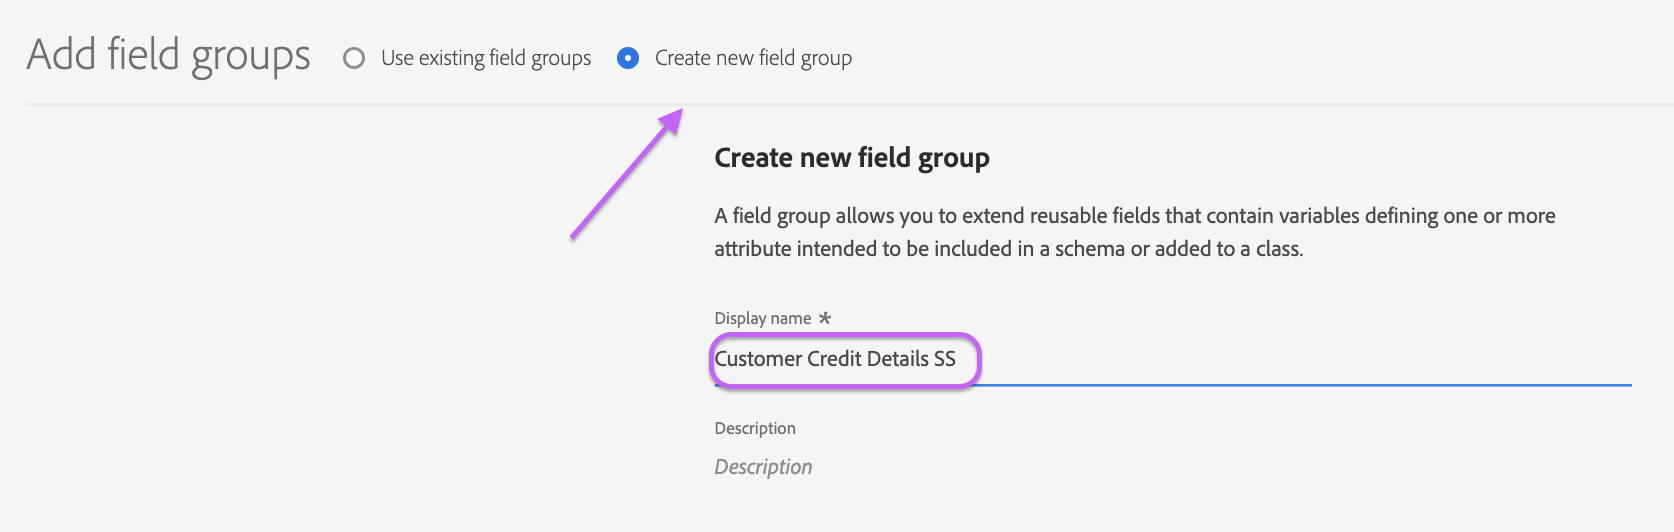 Add field groups
Use existing field groups
Create new field group
Create new field group
A field group allows you to extend reusable fields that contain variables defining one or more
attribute intended to be included in a schema or added to a class.
Display name *
Customer Credit Details SS
Description
Description